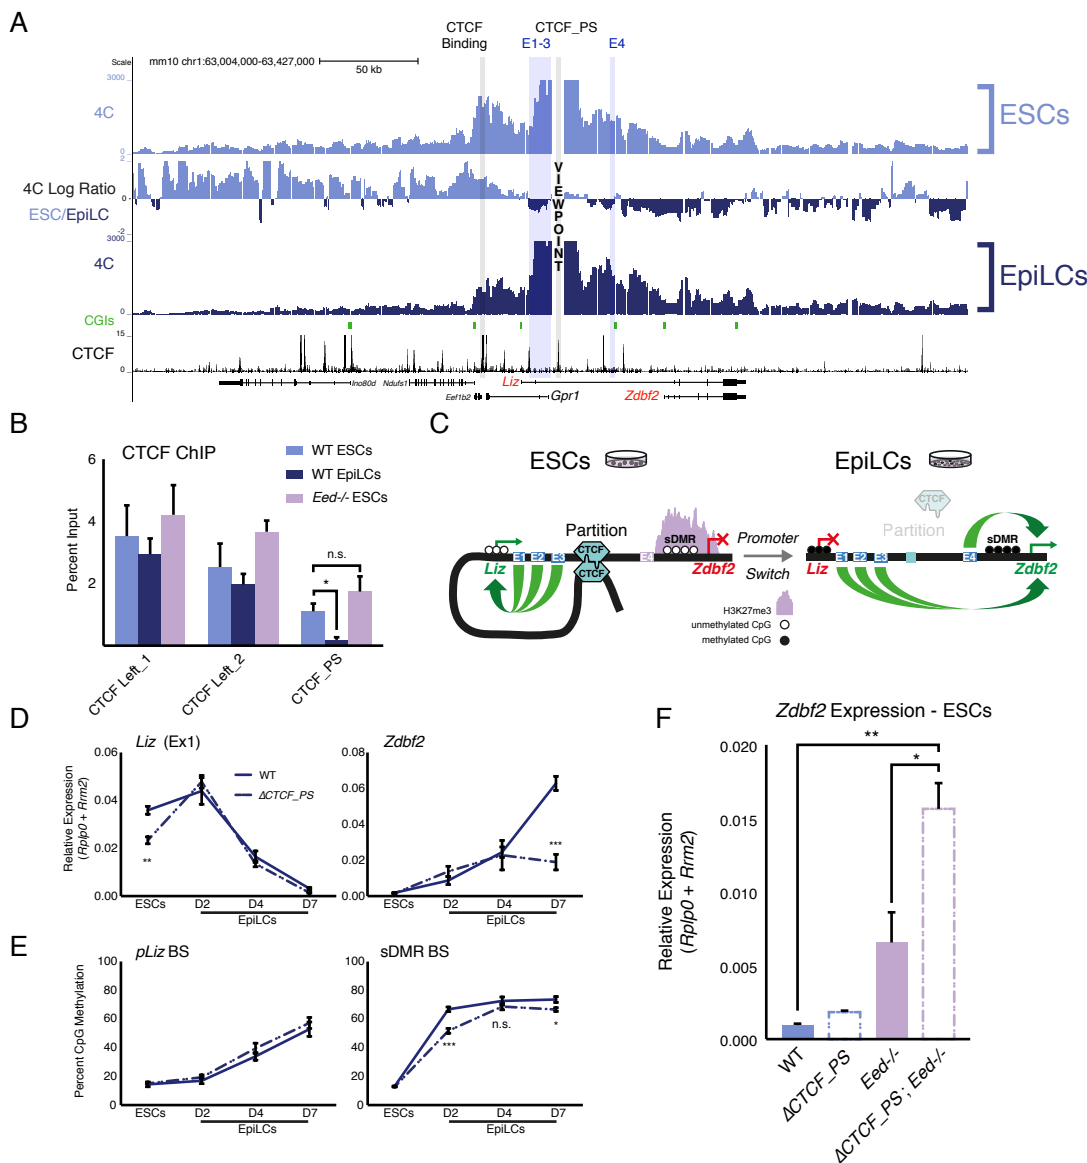 A
CTCF Binding
CTCF_PS
E1-3
E4
Scale
mm10 chr1:63,004,000-63,427,000
50 kb
3000
4C
0
ESCs
2
4C Log Ratio
0
ESC/EpiLC
-2
VIEWPOINT
3000
4C
0
EpiLCs
CGIs
15
CTCF
0
Ino80d
Ndufs1
Liz
Eef1b2
Gpr1
Zdbf2
B
CTCF ChIP
WT ESCs
WT EpiLCs
Eed-/- ESCs
Percent Input
6
4
2
n.s.
*
CTCF Left_1
CTCF Left_2
CTCF_PS
C
ESCs
EpiLCs
Partition
CTCF
CTCF
Liz
E1
E2
E3
E4
sDMR
Zdbf2
Promoter
Switch
H3K27me3
unmethylated CpG
methylated CpG
CTCF
Partition
Liz
E1
E2
E3
E4
sDMR
Zdbf2
D
Liz (Ex1)
Relative Expression
(Rplp0 + Rrm2)
0.06
0.04
0.02
0.00
WT
ΔCTCF_PS
**
ESCs D2 D4 D7
EpiLCs
Zdbf2
0.08
0.06
0.04
0.02
0.00
***
ESCs D2 D4 D7
EpiLCs
E
pLiz BS
Percent CpG Methylation
100
80
60
40
20
0
ESCs D2 D4 D7
EpiLCs
sDMR BS
100
80
60
40
20
0
***
n.s.
*
ESCs D2 D4 D7
EpiLCs
F
Zdbf2 Expression - ESCs
Relative Expression
(Rplp0 + Rrm2)
0.020
0.015
0.010
0.005
0.000
**
*
WT
ΔCTCF_PS
Eed-/-
ΔCTCF_PS; Eed-/-